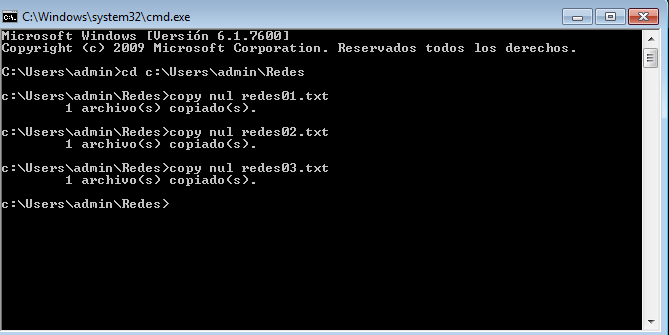 C:\Windows\system32\cmd.exe
Microsoft Windows [Versión 6.1.7600]
Copyright (c) 2009 Microsoft Corporation. Reservados todos los derechos.
C:\Users\admin>cd c:\Users\admin\Redes
c:\Users\admin\Redes>copy nul redes01.txt
        1 archivo(s) copiado(s).
c:\Users\admin\Redes>copy nul redes02.txt
        1 archivo(s) copiado(s).
c:\Users\admin\Redes>copy nul redes03.txt
        1 archivo(s) copiado(s).
c:\Users\admin\Redes>